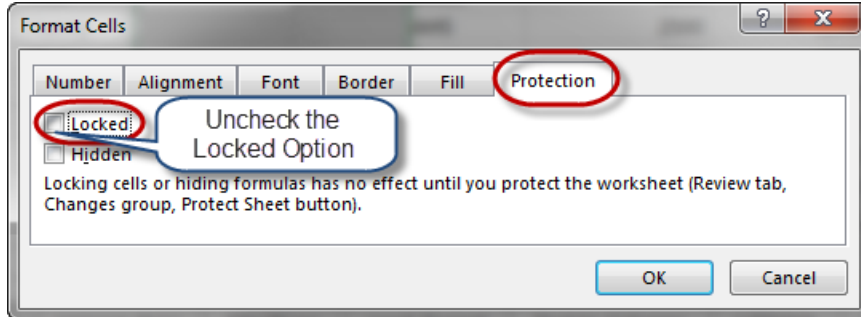 Format Cells
? X
Number Alignment Font Border Fill Protection
Locked
Uncheck the
Locked Option
Hidden
Locking cells or hiding formulas has no effect until you protect the worksheet (Review tab,
Changes group, Protect Sheet button).
OK Cancel